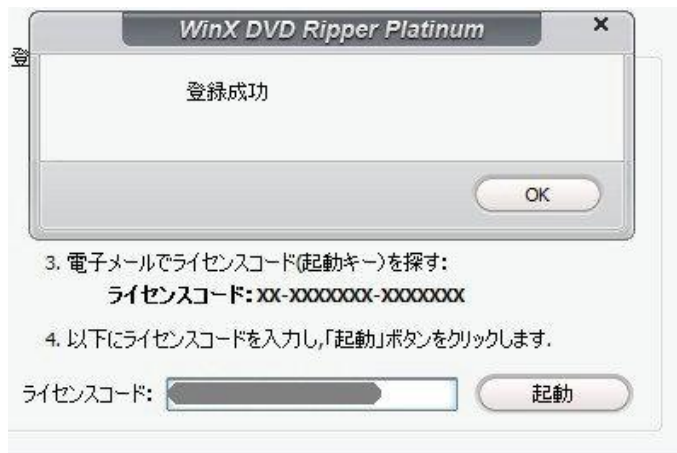 WinX DVD Ripper Platinum
登
登録成功
OK
3. 電子メールでライセンスコード(起動キー)を探す:
ライセンスコード: XX-XXXXXXX-XXXXXXX
4. 以下にライセンスコードを入力し,「起動」ボタンをクリックします.
ライセンスコード:
起動